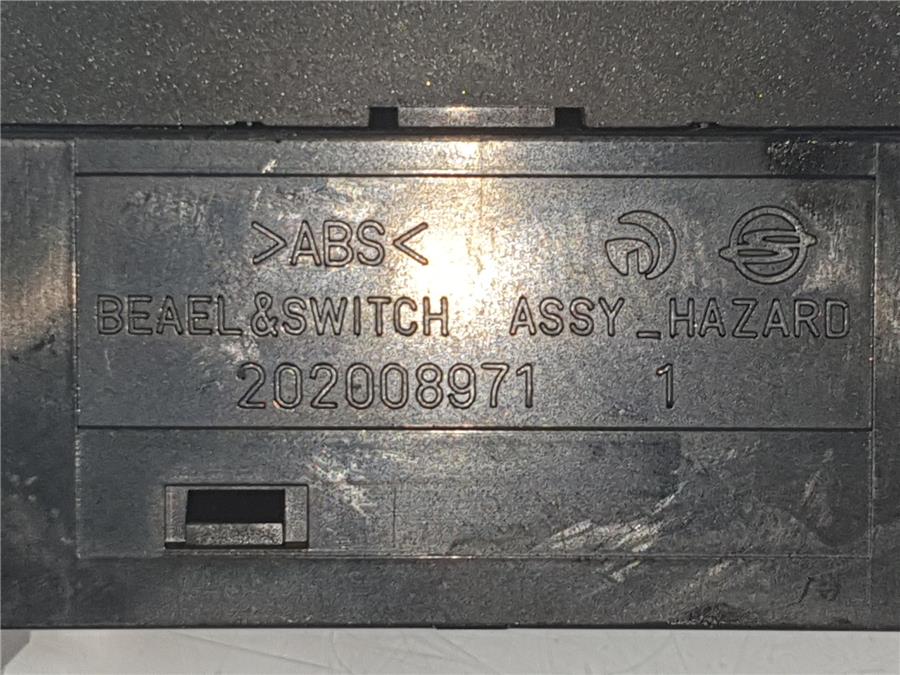 >ABS<
BEAEL&SWITCH ASSY_HAZARD
202008971 1